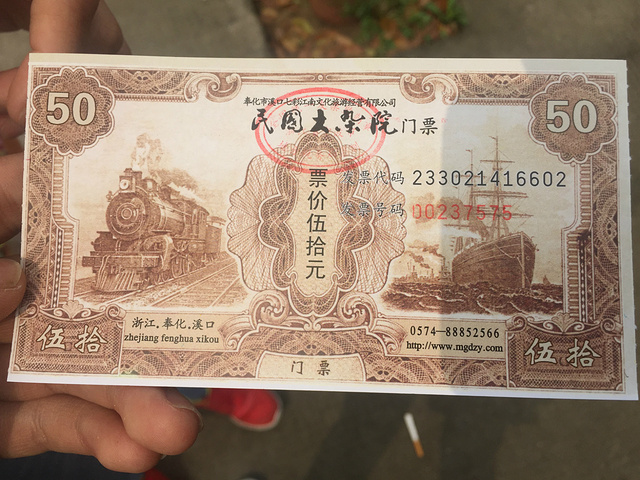 奉化市溪口七彩江南文化旅游经营有限公司
50
民国大梨院门票
50
发票代码 233021416602
发票号码 00237575
票价伍拾元
浙江.奉化.溪口
zhejiang fenghua xikou
伍拾
0574—88852566
http://www.mgdzy.com
伍拾
门 票